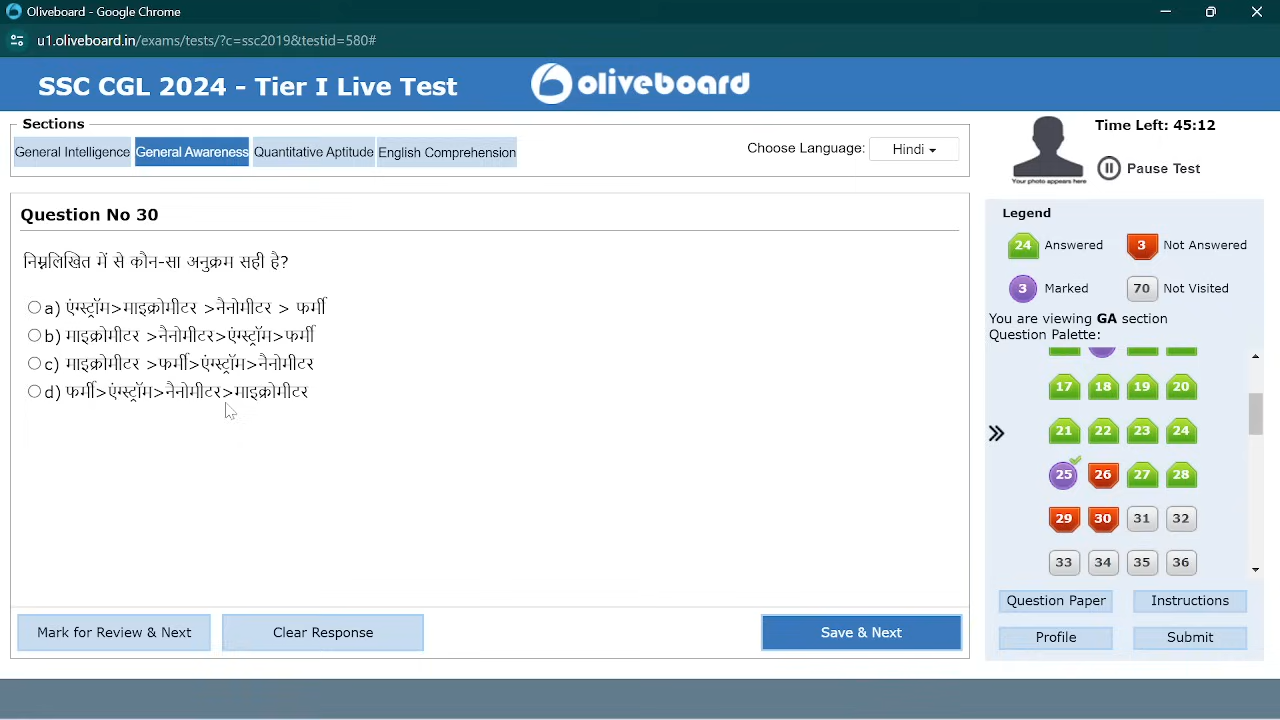 Oliveboard - Google Chrome
u1.oliveboard.in/exams/tests/?c=ssc2019&testid=580#
SSC CGL 2024 - Tier I Live Test
oliveboard
Sections
General Intelligence General Awareness Quantitative Aptitude English Comprehension
Choose Language: Hindi
Time Left: 45:12
Pause Test
Your photo appears here
Question No 30
निम्नलिखित में से कौन-सा अनुक्रम सही है?
a) एंग्स्ट्रॉम>माइक्रोमीटर >नैनोमीटर > फर्मी
b) माइक्रोमीटर >नैनोमीटर>एंग्स्ट्रॉम>फर्मी
c) माइक्रोमीटर >फर्मी>एंग्स्ट्रॉम>नैनोमीटर
d) फर्मी>एंग्स्ट्रॉम>नैनोमीटर>माइक्रोमीटर
Legend
24 Answered 3 Not Answered
3 Marked 70 Not Visited
You are viewing GA section
Question Palette:
17 18 19 20
21 22 23 24
25 26 27 28
29 30 31 32
33 34 35 36
Question Paper Instructions
Profile Submit
Mark for Review & Next Clear Response Save & Next